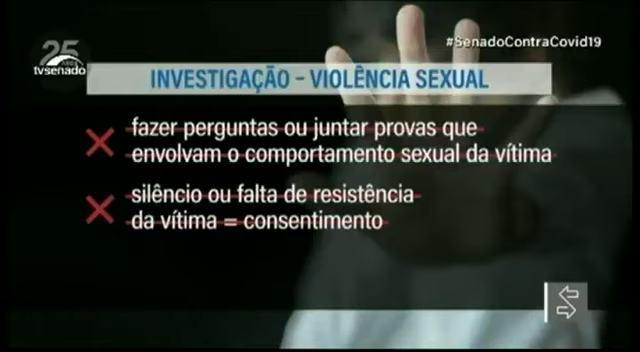 #SenadoContraCovid19
25
ANOS
tvsenado
INVESTIGAÇÃO - VIOLÊNCIA SEXUAL
fazer perguntas ou juntar provas que
envolvam o comportamento sexual da vítima
silêncio ou falta de resistência
da vítima = consentimento